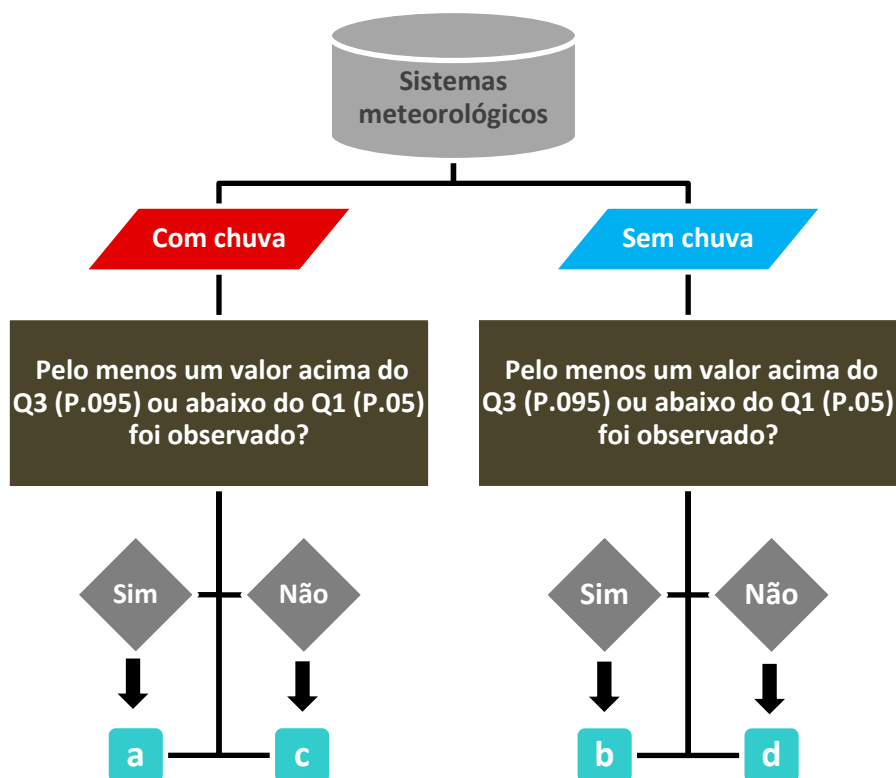 Sistemas
meteorológicos
Com chuva
Sem chuva
Pelo menos um valor acima do
Q3 (P.095) ou abaixo do Q1 (P.05)
foi observado?
Pelo menos um valor acima do
Q3 (P.095) ou abaixo do Q1 (P.05)
foi observado?
Sim
Não
Sim
Não
a
c
b
d